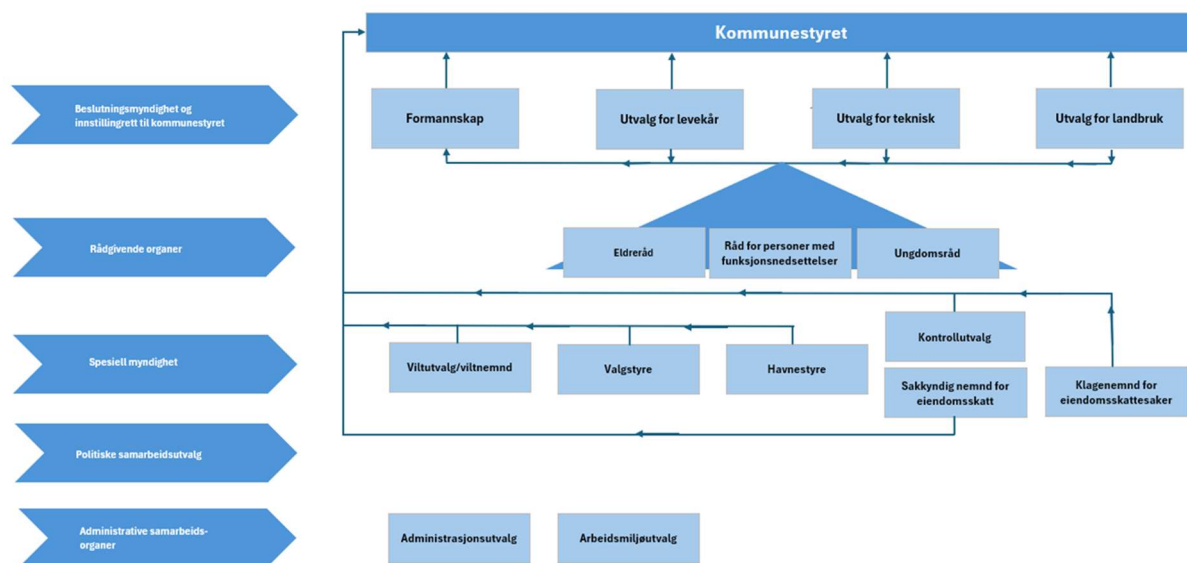 Kommunestyret
Beslutningsmyndighet og
innstillingrett til kommunestyret
Formannskap
Utvalg for levekår
Utvalg for teknisk
Utvalg for landbruk
Rådgivende organer
Eldreråd
Råd for personer med
funksjonsnedsettelser
Ungdomsråd
Spesiell myndighet
Viltutvalg/viltnemnd
Valgstyre
Havnestyre
Kontrollutvalg
Sakkyndig nemnd for
eiendomsskatt
Klagenemnd for
eiendomsskattesaker
Politiske samarbeidsutvalg
Administrative samarbeids-
organer
Administrasjonsutvalg
Arbeidsmiljøutvalg